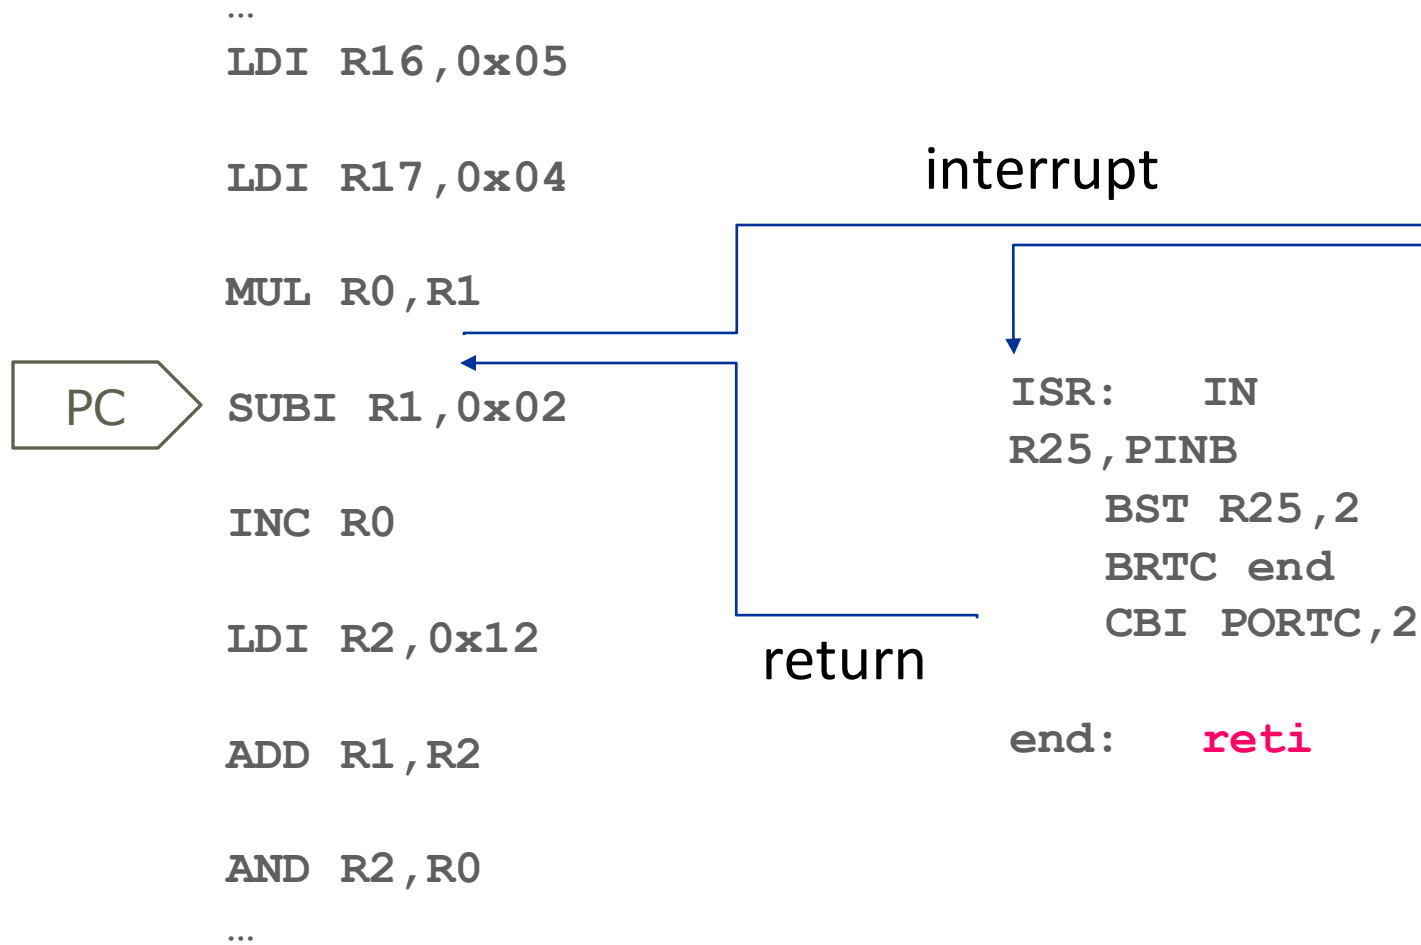 …
LDI R16,0x05
LDI R17,0x04
MUL R0,R1
PC
SUBI R1,0x02
INC R0
LDI R2,0x12
ADD R1,R2
AND R2,R0
…
interrupt
return
ISR: IN
R25,PINB
BST R25,2
BRTC end
CBI PORTC,2
end: reti